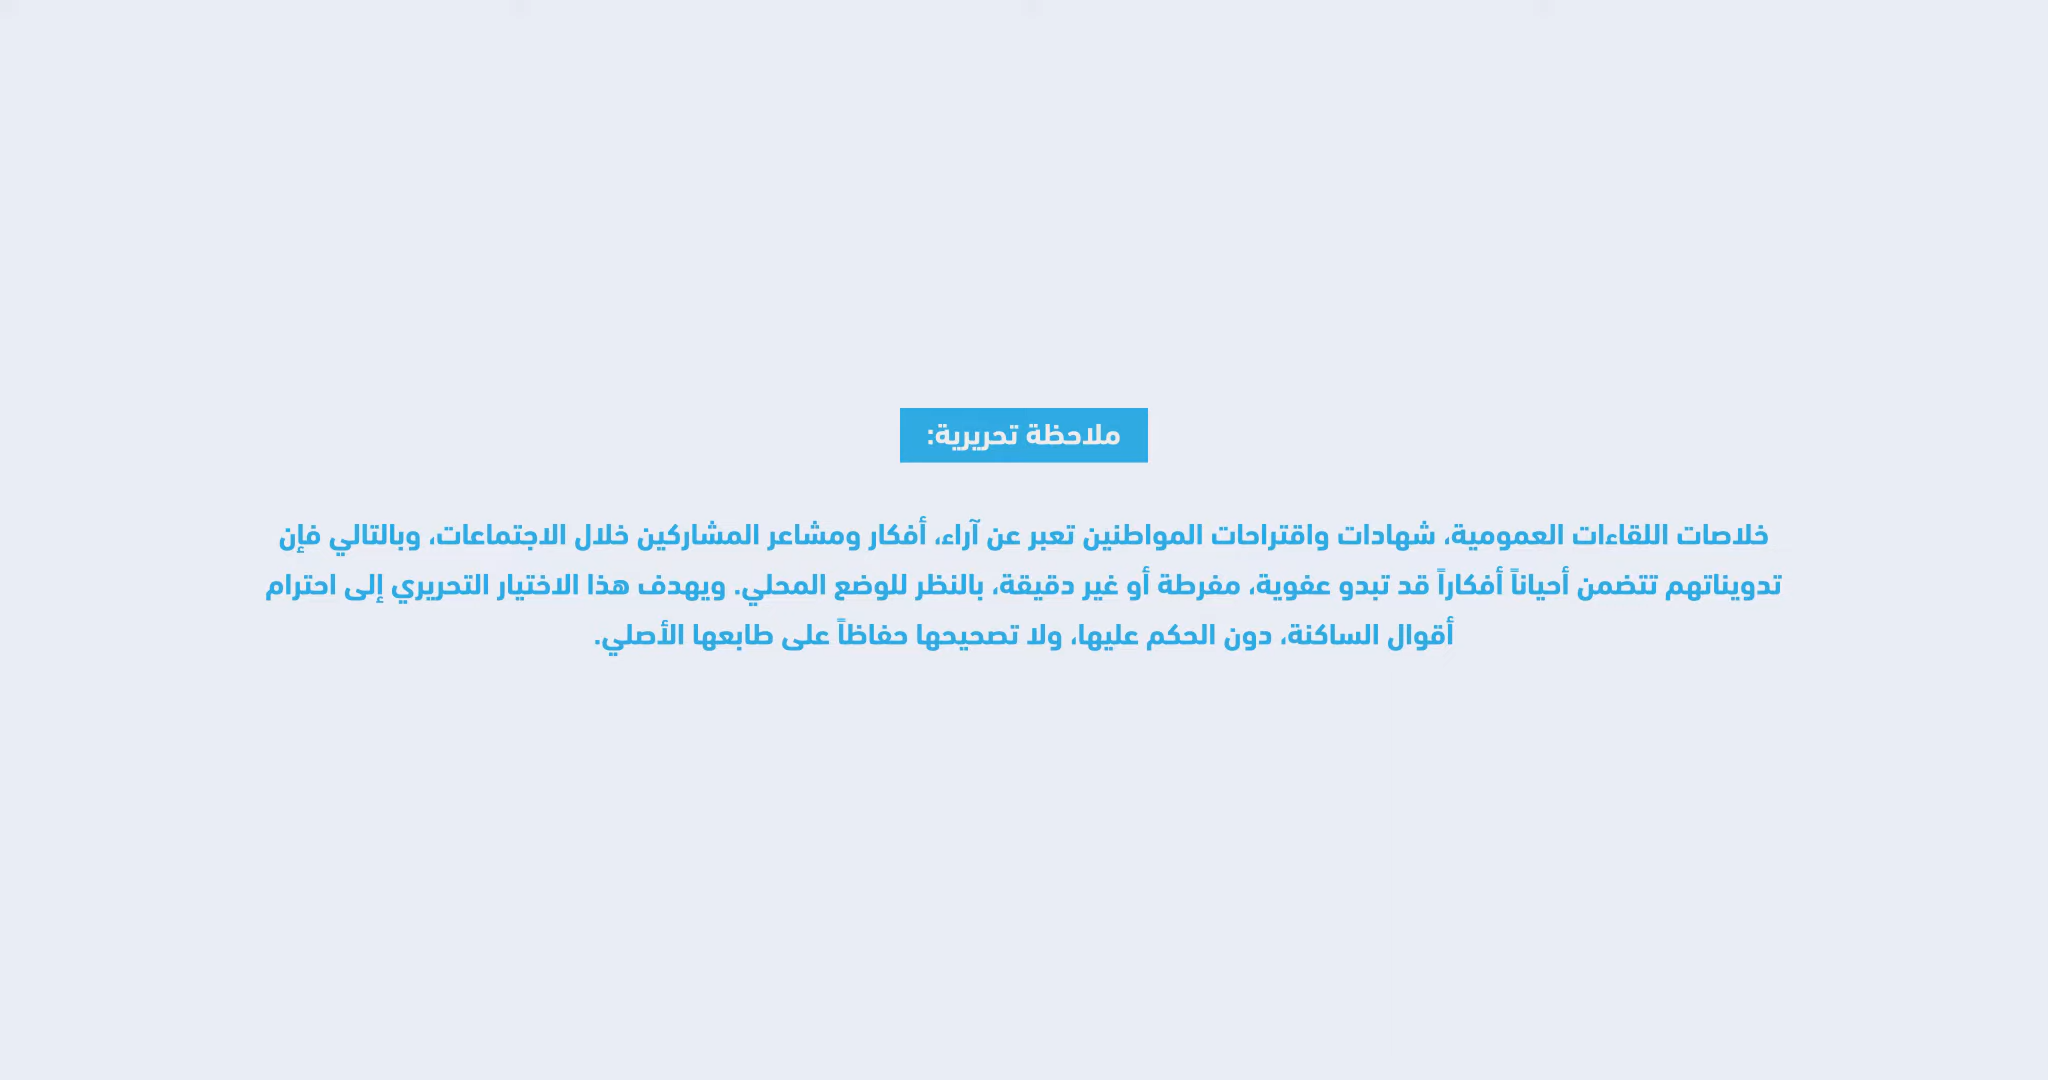 ملاحظة تحريرية:
خلاصات اللقاءات العمومية، شهادات واقتراحات المواطنين تعبر عن آراء، أفكار ومشاعر المشاركين خلال الاجتماعات، وبالتالي فإن
تدويناتهم تتضمن أحياناً أفكاراً قد تبدو عفوية، مفرطة أو غير دقيقة، بالنظر للوضع المحلي. ويهدف هذا الاختيار التحريري إلى احترام
أقوال الساكنة، دون الحكم عليها، ولا تصحيحها حفاظاً على طابعها الأصلي.